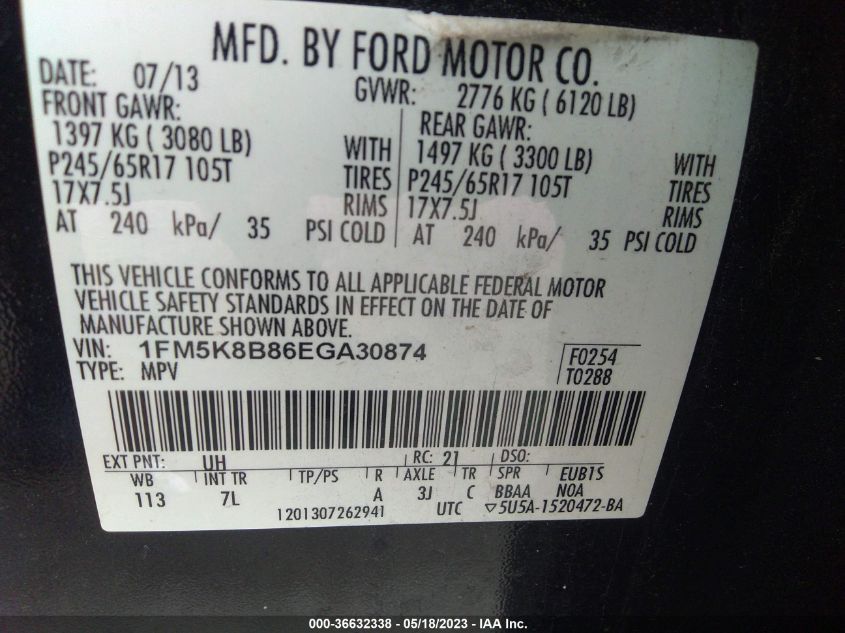 MFD. BY FORD MOTOR CO.
DATE: 07/13 GVWR: 2776 KG ( 6120 LB)
FRONT GAWR: REAR GAWR:
1397 KG ( 3080 LB) WITH 1497 KG ( 3300 LB) WITH
P245/65R17 105T TIRES P245/65R17 105T TIRES
17X7.5J RIMS 17X7.5J RIMS
AT 240 kPa/ 35 PSI COLD AT 240 kPa/ 35 PSI COLD
THIS VEHICLE CONFORMS TO ALL APPLICABLE FEDERAL MOTOR
VEHICLE SAFETY STANDARDS IN EFFECT ON THE DATE OF
MANUFACTURE SHOWN ABOVE.
VIN: 1FM5K8B86EGA30874 F0254
TYPE: MPV T0288
EXT PNT: UH RC: 21 DSO:
WB INT TR TP/PS R AXLE TR SPR EUB1S
113 7L A 3J C BBAA NOA
1201307262941 UTC ▽5U5A-1520472-BA
000-36632338 - 05/18/2023 - IAA Inc.